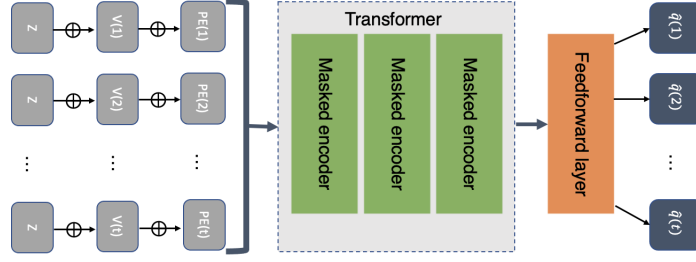 Z V(1) PE(1)
Z V(2) PE(2)
... ... ...
Z V(t) PE(t)
Transformer
Masked encoder
Masked encoder
Masked encoder
Feedforward layer
q̂(1)
q̂(2)
...
q̂(t)